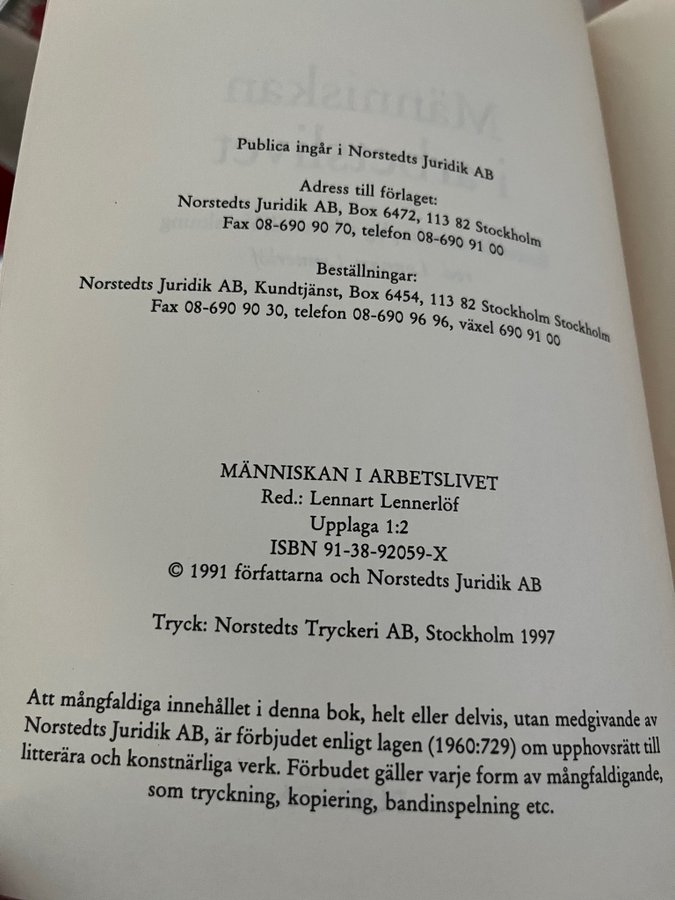 Publica ingår i Norstedts Juridik AB
Adress till förlaget:
Norstedts Juridik AB, Box 6472, 113 82 Stockholm
Fax 08-690 90 70, telefon 08-690 91 00
Beställningar:
Norstedts Juridik AB, Kundtjänst, Box 6454, 113 82 Stockholm Stockholm
Fax 08-690 90 30, telefon 08-690 96 96, växel 690 91 00
MÄNNISKAN I ARBETSLIVET
Red.: Lennart Lennerlöf
Upplaga 1:2
ISBN 91-38-92059-X
© 1991 författarna och Norstedts Juridik AB
Tryck: Norstedts Tryckeri AB, Stockholm 1997
Att mångfaldiga innehållet i denna bok, helt eller delvis, utan medgivande av
Norstedts Juridik AB, är förbjudet enligt lagen (1960:729) om upphovsrätt till
litterära och konstnärliga verk. Förbudet gäller varje form av mångfaldigande,
som tryckning, kopiering, bandinspelning etc.